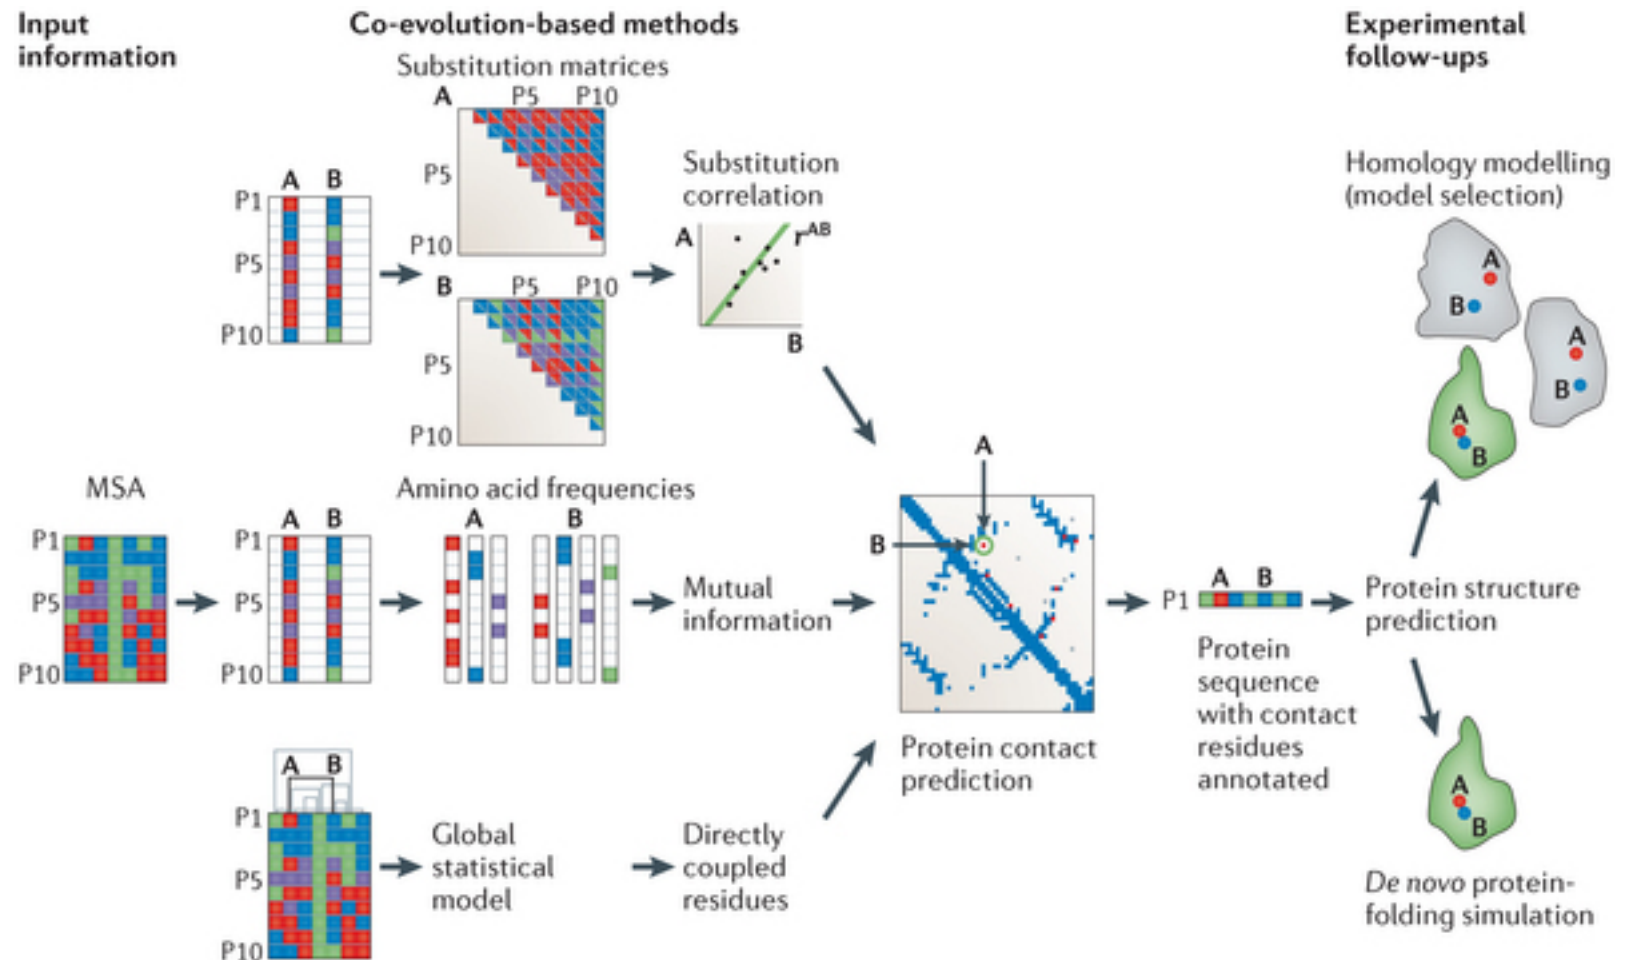 Input
information
Co-evolution-based methods
Experimental
follow-ups
Substitution matrices
A P5 P10
P5
P10
A B
P1
P5
P10
B P5 P10
P5
P10
Substitution
correlation
A
rAB
B
Homology modelling
(model selection)
A
B
A
B
A
B
MSA
P1
P5
P10
A B
P1
P5
P10
Amino acid frequencies
A B
Mutual
information
A
B
Protein contact
prediction
A B
P1
Protein
sequence
with contact
residues
annotated
Protein structure
prediction
A B
P1
P5
P10
Global
statistical
model
Directly
coupled
residues
A
B
De novo protein-
folding simulation